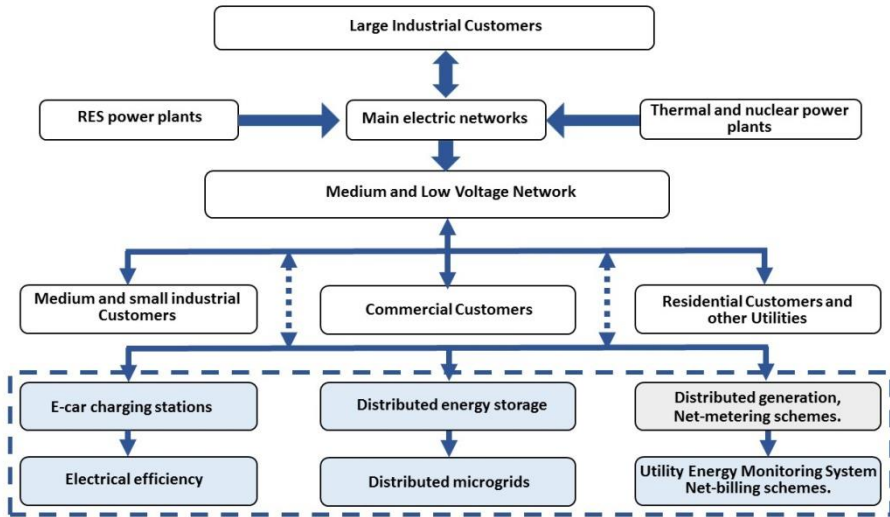 Large Industrial Customers
RES power plants
Main electric networks
Thermal and nuclear power
plants
Medium and Low Voltage Network
Medium and small industrial
Customers
Commercial Customers
Residential Customers and
other Utilities
E-car charging stations
Distributed energy storage
Distributed generation,
Net-metering schemes.
Electrical efficiency
Distributed microgrids
Utility Energy Monitoring System
Net-billing schemes.